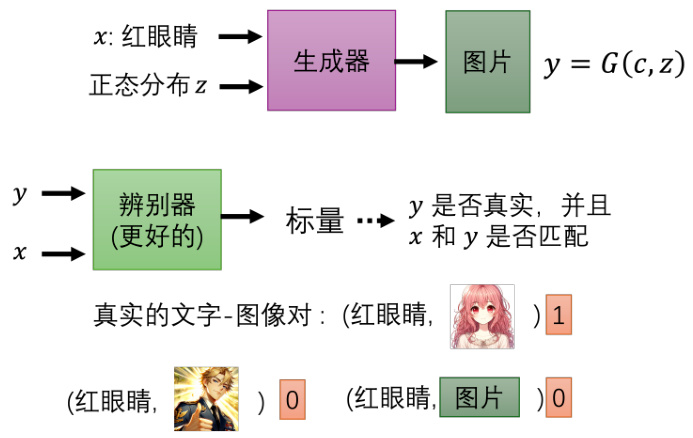 x: 红眼睛
正态分布 z
生成器
图片
y = G(c, z)
y
x
辨别器
(更好的)
标量
y 是否真实，并且
x 和 y 是否匹配
真实的文字-图像对：(红眼睛, ) 1
(红眼睛, ) 0
(红眼睛, 图片 ) 0